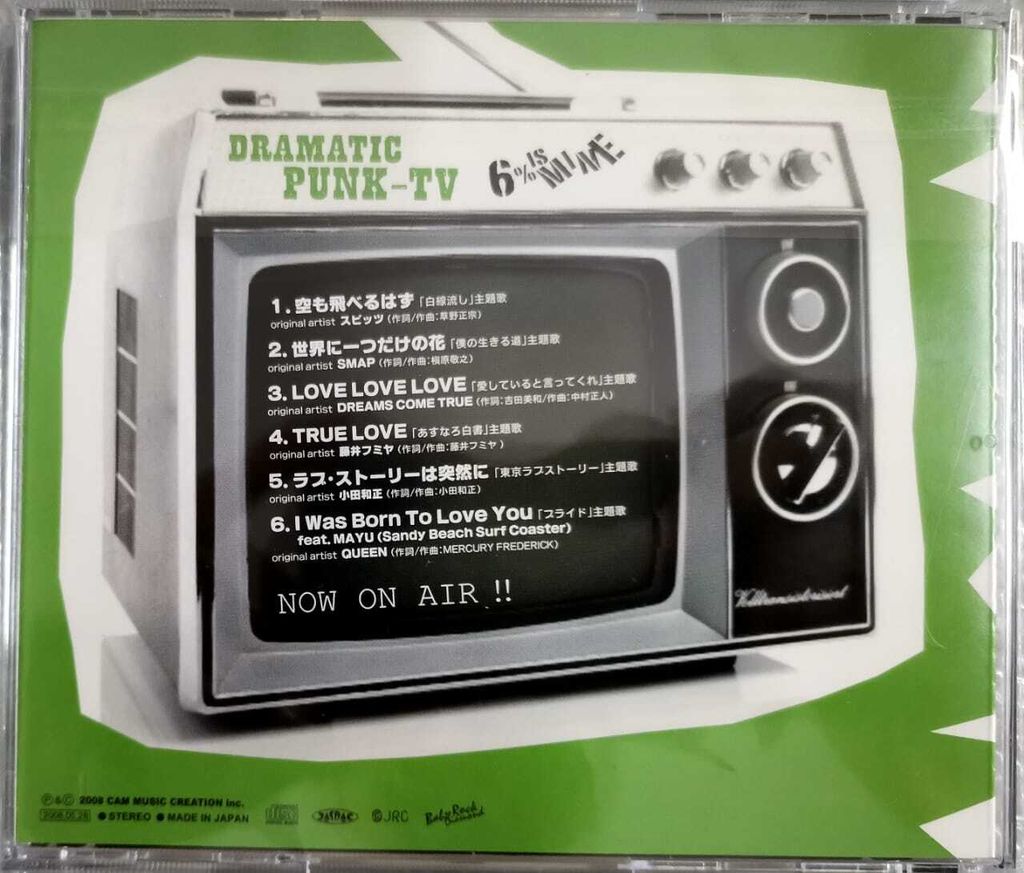 DRAMATIC
PUNK-TV
6% IS MINE
1. 空も飛べるはず 「白線流し」主題歌
original artist スピッツ (作詞/作曲:草野正宗)
2. 世界に一つだけの花 「僕の生きる道」主題歌
original artist SMAP (作詞/作曲:槇原敬之)
3. LOVE LOVE LOVE 「愛していると言ってくれ」主題歌
original artist DREAMS COME TRUE (作詞:吉田美和/作曲:中村正人)
4. TRUE LOVE 「あすなろ白書」主題歌
original artist 藤井フミヤ (作詞/作曲:藤井フミヤ)
5. ラブ・ストーリーは突然に 「東京ラブストーリー」主題歌
original artist 小田和正 (作詞/作曲:小田和正)
6. I Was Born To Love You 「プライド」主題歌
feat. MAYU (Sandy Beach Surf Coaster)
original artist QUEEN (作詞/作曲:MERCURY FREDERICK)
NOW ON AIR !!
Ⓟ&Ⓒ 2008 CAM MUSIC CREATION Inc.
2008.05.28 ●STEREO ●MADE IN JAPAN
JASRAC
©JRC
Baby Rock Diamond